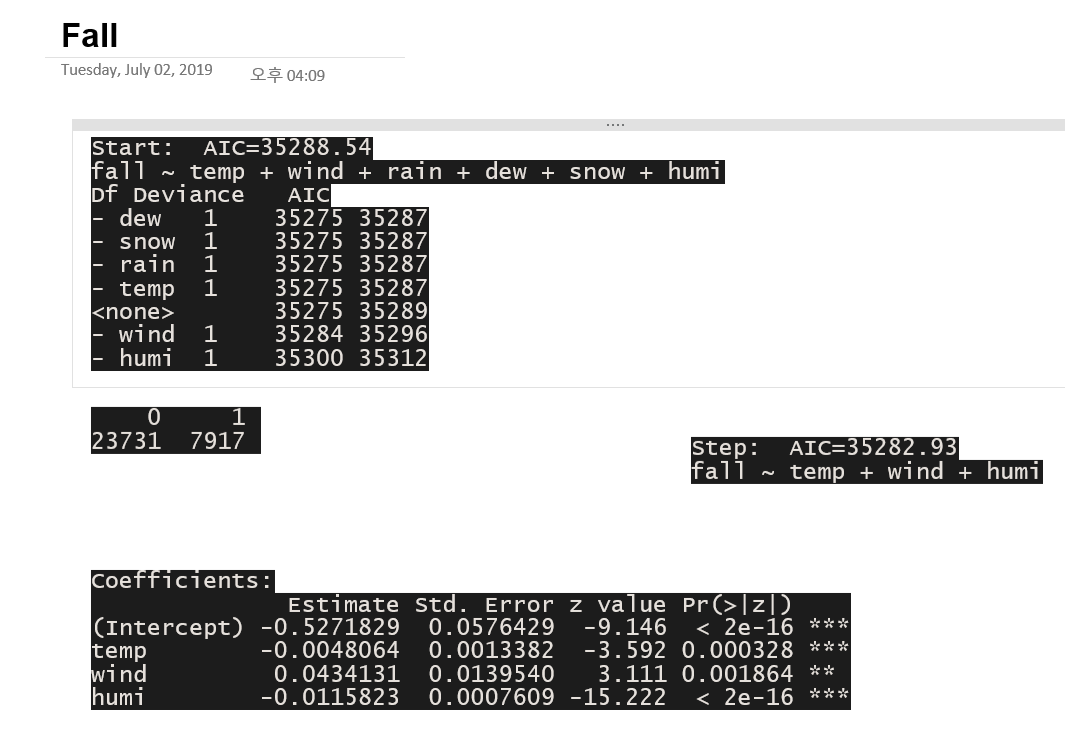 Fall
Tuesday, July 02, 2019 오후 04:09
Start:  AIC=35288.54
fall ~ temp + wind + rain + dew + snow + humi
Df Deviance   AIC
- dew   1    35275 35287
- snow  1    35275 35287
- rain  1    35275 35287
- temp  1    35275 35287
<none>       35275 35289
- wind  1    35284 35296
- humi  1    35300 35312
    0     1
23731  7917
Step:  AIC=35282.93
fall ~ temp + wind + humi
Coefficients:
              Estimate Std. Error z value Pr(>|z|)
(Intercept) -0.5271829  0.0576429  -9.146  < 2e-16 ***
temp        -0.0048064  0.0013382  -3.592 0.000328 ***
wind         0.0434131  0.0139540   3.111 0.001864 **
humi        -0.0115823  0.0007609 -15.222  < 2e-16 ***